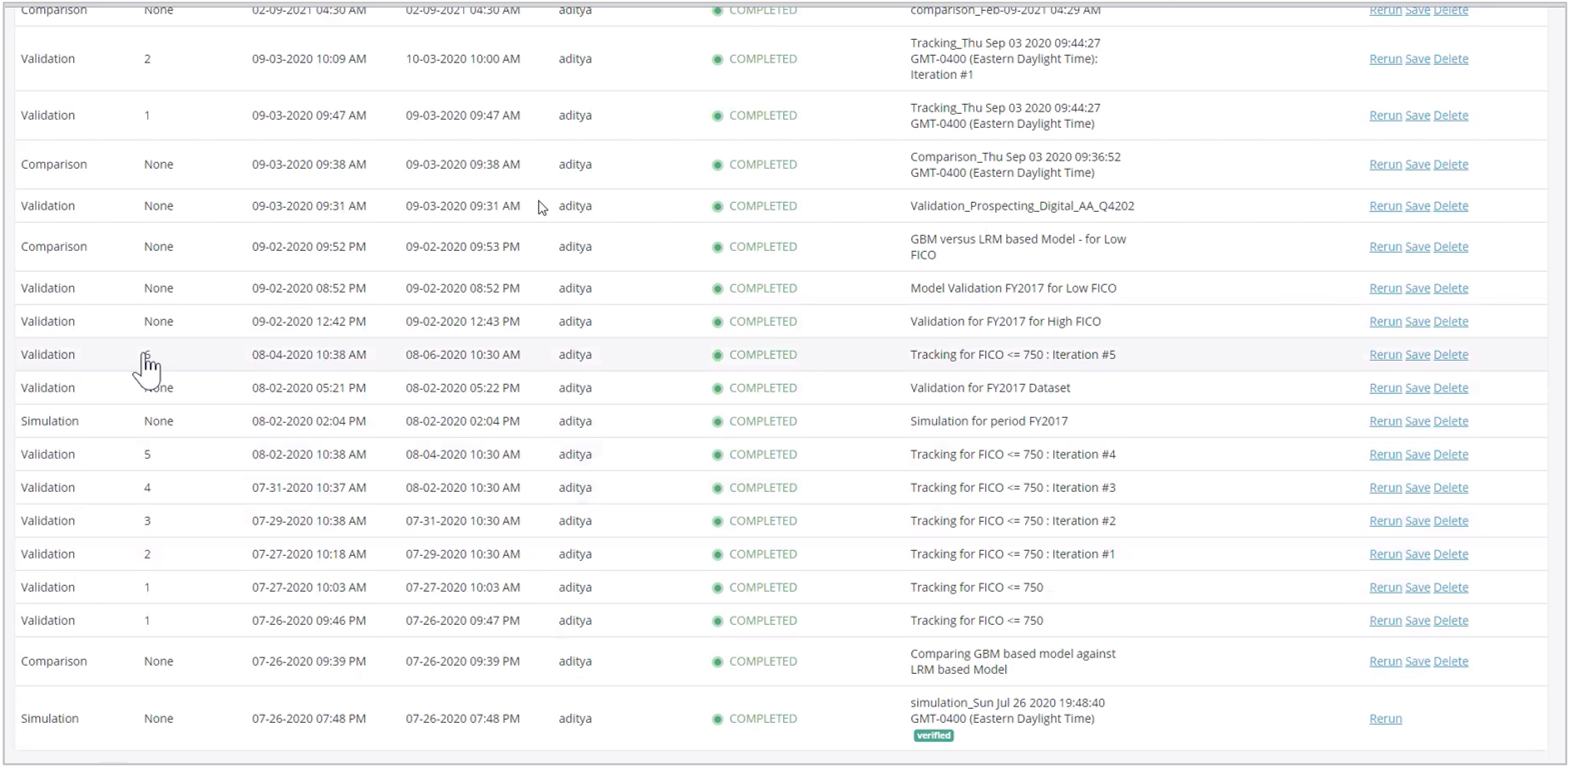 Comparison None 02-09-2021 04:30 AM 02-09-2021 04:30 AM aditya COMPLETED comparison_Feb-09-2021 04:29 AM Rerun Save Delete
Validation 2 09-03-2020 10:09 AM 10-03-2020 10:00 AM aditya COMPLETED Tracking_Thu Sep 03 2020 09:44:27
GMT-0400 (Eastern Daylight Time):
Iteration #1 Rerun Save Delete
Validation 1 09-03-2020 09:47 AM 09-03-2020 09:47 AM aditya COMPLETED Tracking_Thu Sep 03 2020 09:44:27
GMT-0400 (Eastern Daylight Time) Rerun Save Delete
Comparison None 09-03-2020 09:38 AM 09-03-2020 09:38 AM aditya COMPLETED Comparison_Thu Sep 03 2020 09:36:52
GMT-0400 (Eastern Daylight Time) Rerun Save Delete
Validation None 09-03-2020 09:31 AM 09-03-2020 09:31 AM aditya COMPLETED Validation_Prospecting_Digital_AA_Q4202 Rerun Save Delete
Comparison None 09-02-2020 09:52 PM 09-02-2020 09:53 PM aditya COMPLETED GBM versus LRM based Model - for Low
FICO Rerun Save Delete
Validation None 09-02-2020 08:52 PM 09-02-2020 08:52 PM aditya COMPLETED Model Validation FY2017 for Low FICO Rerun Save Delete
Validation None 09-02-2020 12:42 PM 09-02-2020 12:43 PM aditya COMPLETED Validation for FY2017 for High FICO Rerun Save Delete
Validation 6 08-04-2020 10:38 AM 08-06-2020 10:30 AM aditya COMPLETED Tracking for FICO <= 750 : Iteration #5 Rerun Save Delete
Validation None 08-02-2020 05:21 PM 08-02-2020 05:22 PM aditya COMPLETED Validation for FY2017 Dataset Rerun Save Delete
Simulation None 08-02-2020 02:04 PM 08-02-2020 02:04 PM aditya COMPLETED Simulation for period FY2017 Rerun Save Delete
Validation 5 08-02-2020 10:38 AM 08-04-2020 10:30 AM aditya COMPLETED Tracking for FICO <= 750 : Iteration #4 Rerun Save Delete
Validation 4 07-31-2020 10:37 AM 08-02-2020 10:30 AM aditya COMPLETED Tracking for FICO <= 750 : Iteration #3 Rerun Save Delete
Validation 3 07-29-2020 10:38 AM 07-31-2020 10:30 AM aditya COMPLETED Tracking for FICO <= 750 : Iteration #2 Rerun Save Delete
Validation 2 07-27-2020 10:18 AM 07-29-2020 10:30 AM aditya COMPLETED Tracking for FICO <= 750 : Iteration #1 Rerun Save Delete
Validation 1 07-27-2020 10:03 AM 07-27-2020 10:03 AM aditya COMPLETED Tracking for FICO <= 750 Rerun Save Delete
Validation 1 07-26-2020 09:46 PM 07-26-2020 09:47 PM aditya COMPLETED Tracking for FICO <= 750 Rerun Save Delete
Comparison None 07-26-2020 09:39 PM 07-26-2020 09:39 PM aditya COMPLETED Comparing GBM based model against
LRM based Model Rerun Save Delete
Simulation None 07-26-2020 07:48 PM 07-26-2020 07:48 PM aditya COMPLETED simulation_Sun Jul 26 2020 19:48:40
GMT-0400 (Eastern Daylight Time)
verified Rerun